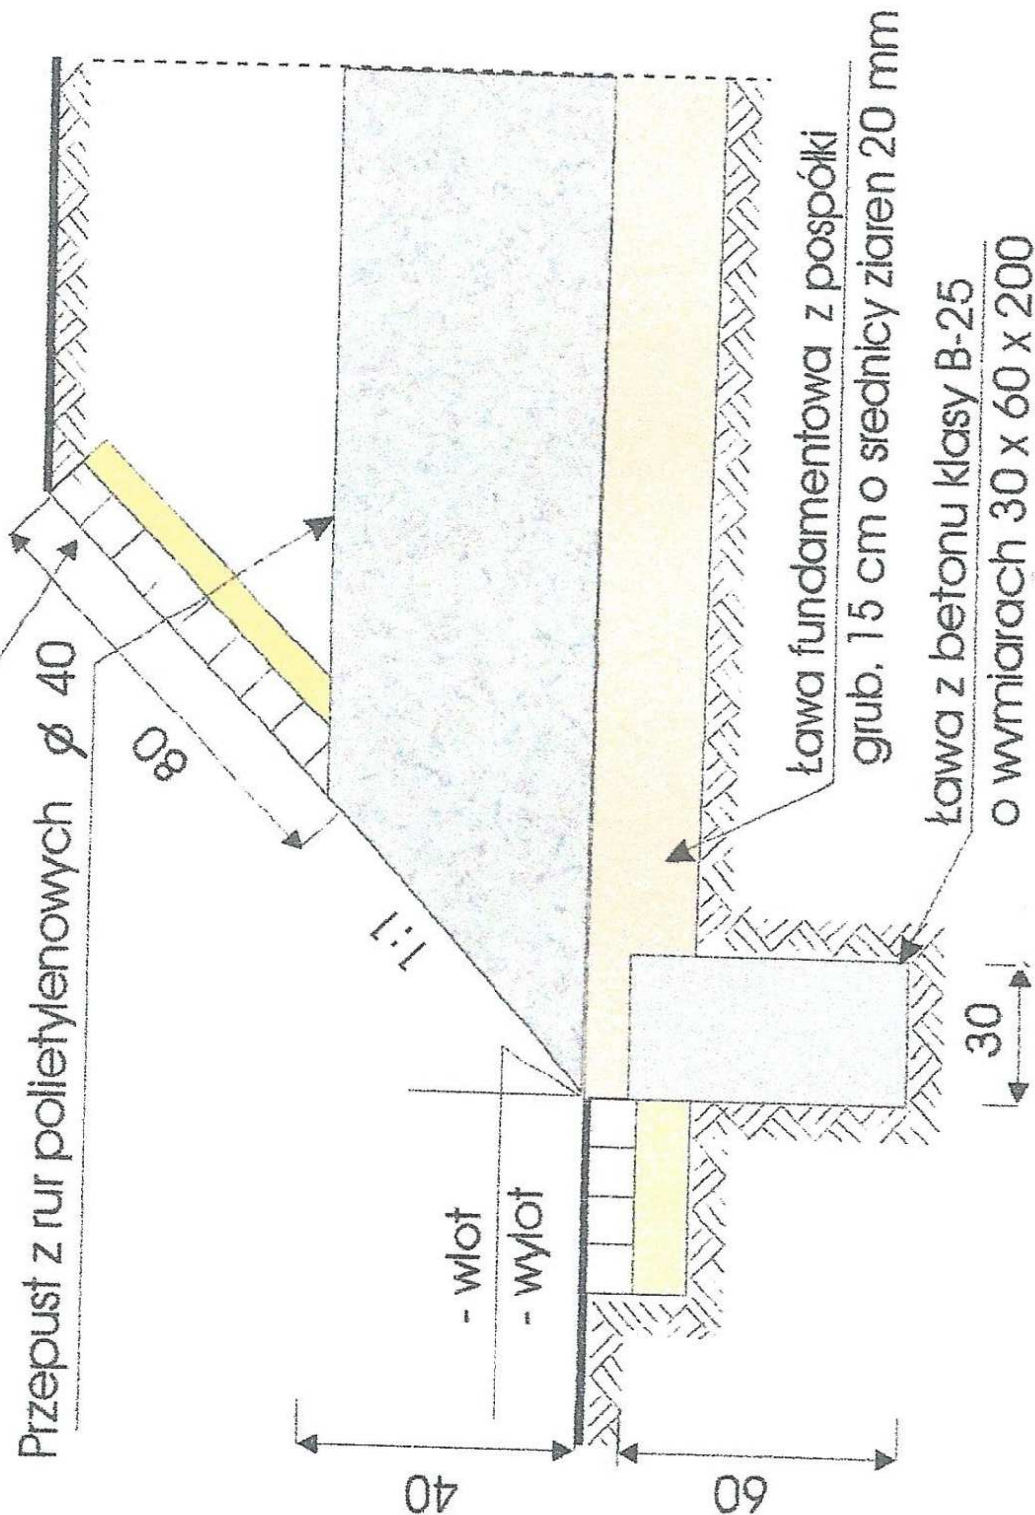 Przepust z rur polietylenowych ø 40
80
1:1
- wlot
- wylot
40
60
30
Ława fundamentowa z pospółki
grub. 15 cm o srednicy ziaren 20 mm
Ława z betonu klasy B-25
o wymiarach 30 x 60 x 200